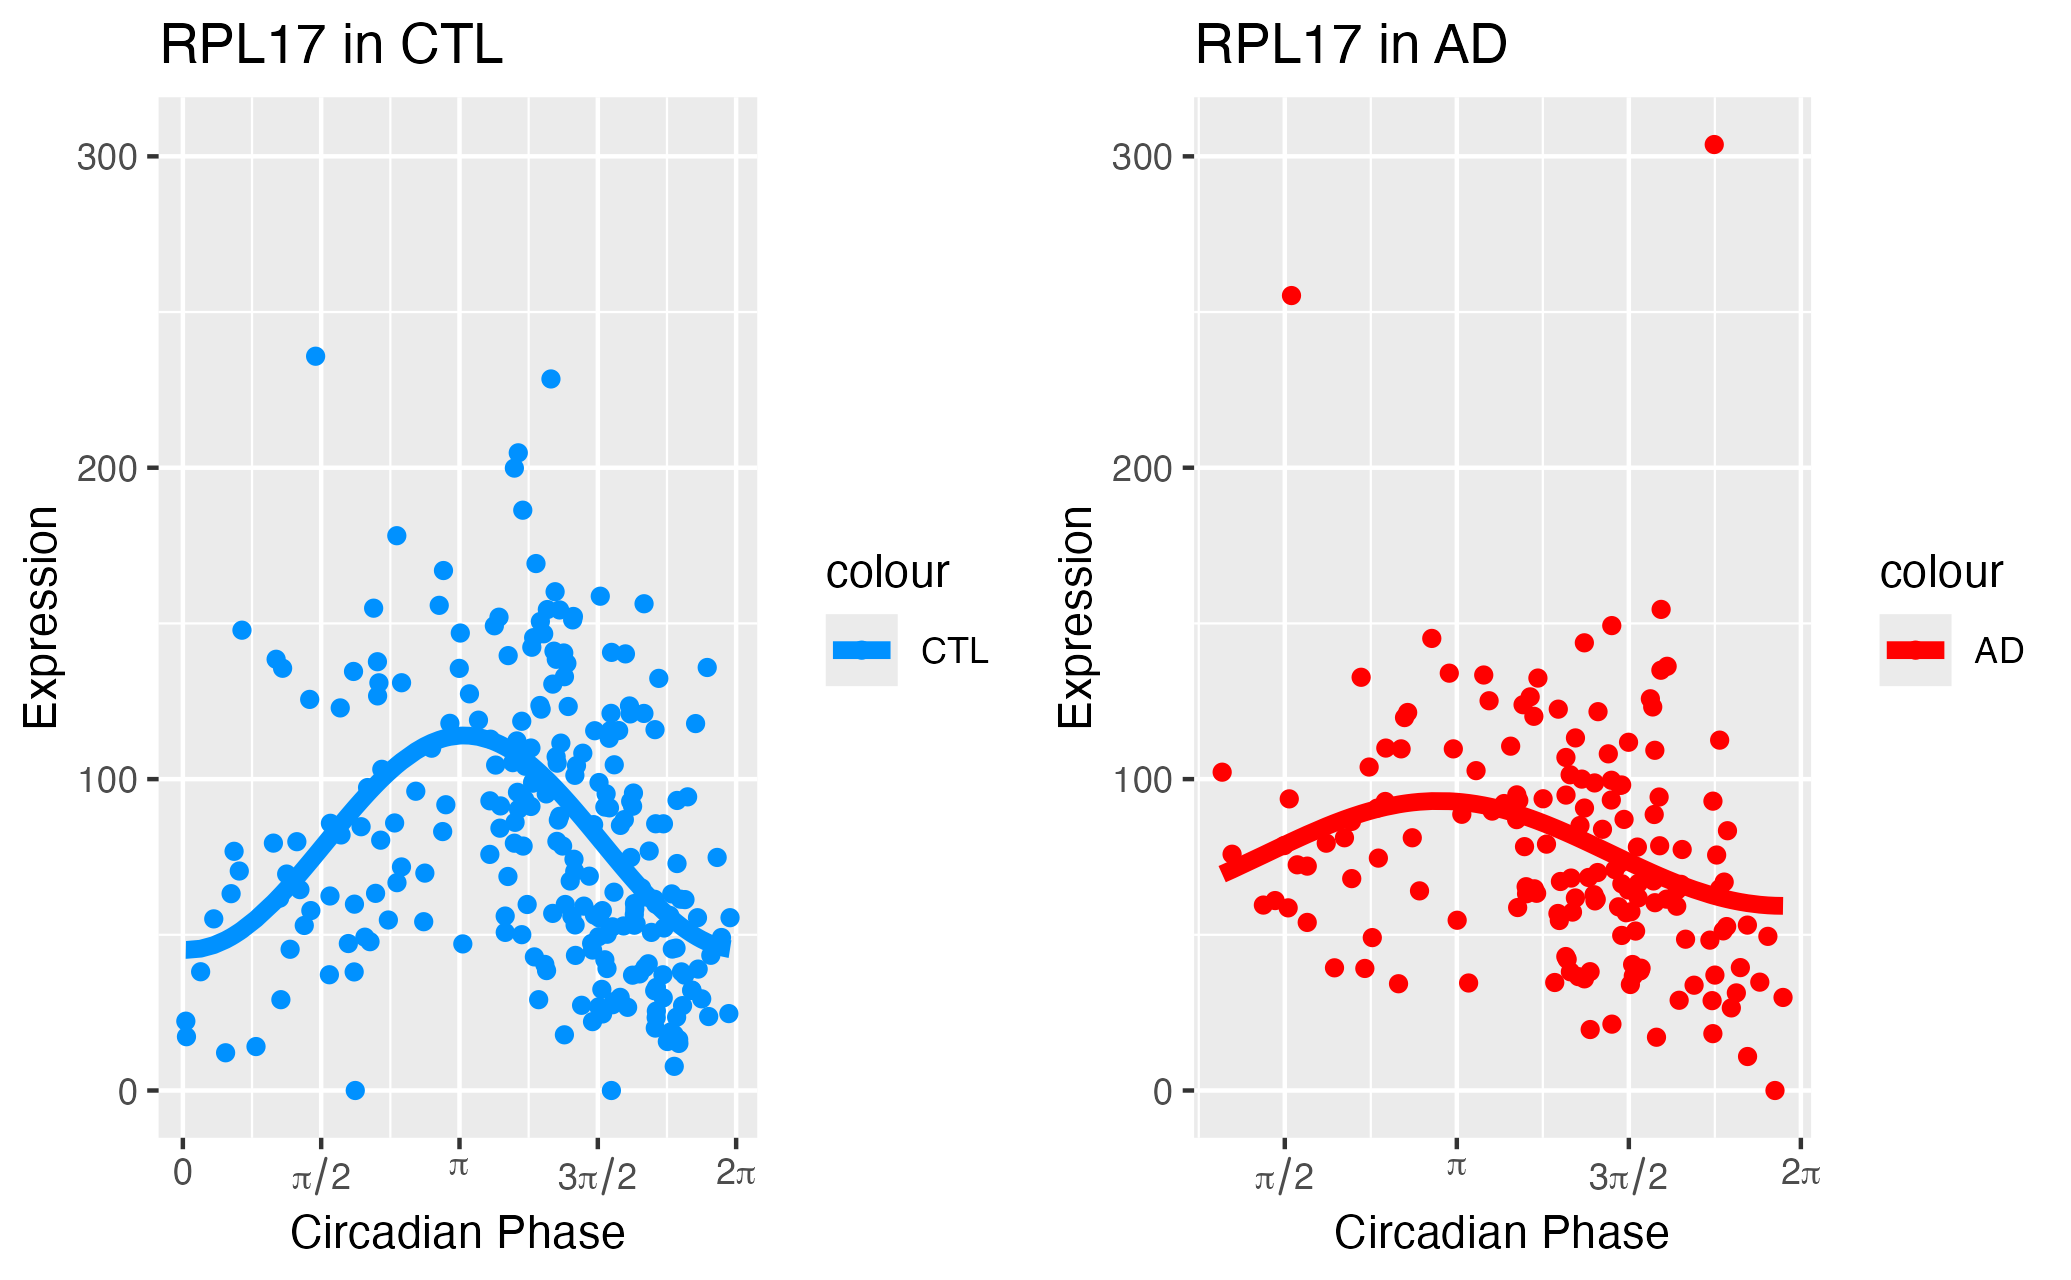 RPL17 in CTL
Expression
300
200
100
0
0 π/2 π 3π/2 2π
Circadian Phase
colour
CTL
RPL17 in AD
Expression
300
200
100
0
π/2 π 3π/2 2π
Circadian Phase
colour
AD